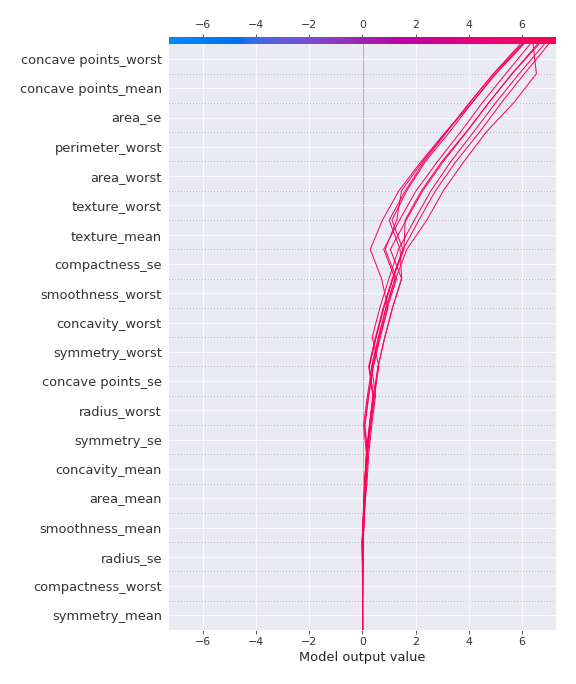 −6 −4 −2 0 2 4 6
concave points_worst
concave points_mean
area_se
perimeter_worst
area_worst
texture_worst
texture_mean
compactness_se
smoothness_worst
concavity_worst
symmetry_worst
concave points_se
radius_worst
symmetry_se
concavity_mean
area_mean
smoothness_mean
radius_se
compactness_worst
symmetry_mean
−6 −4 −2 0 2 4 6
Model output value